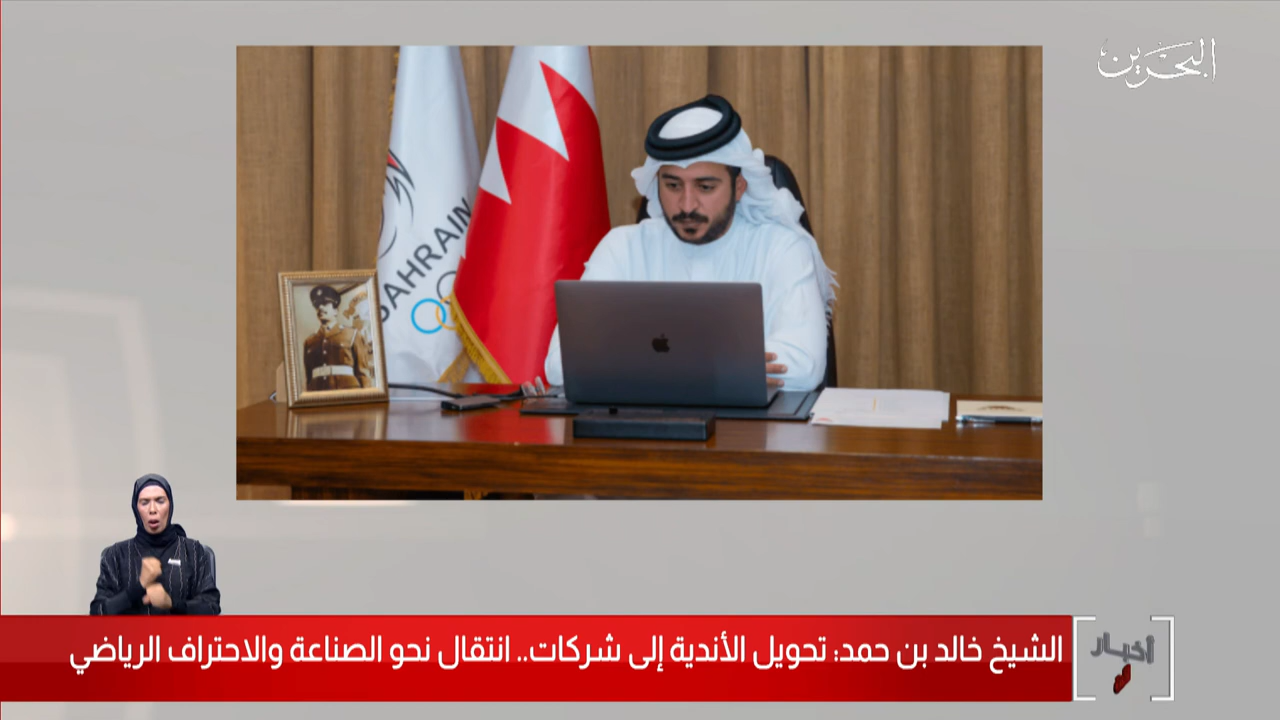 البحرين
BAHRAIN
الشيخ خالد بن حمد: تحويل الأندية إلى شركات.. انتقال نحو الصناعة والاحتراف الرياضي
أخبار